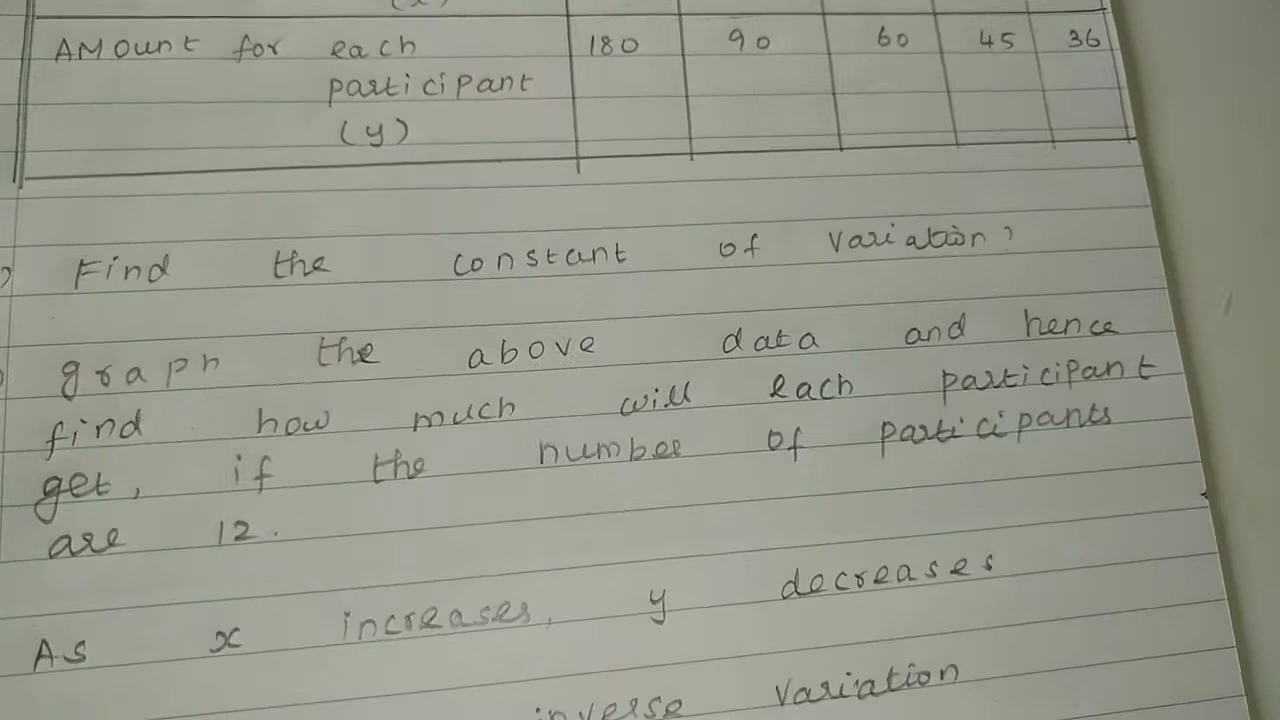 (x)
Amount for each 180 90 60 45 36
participant
(y)
Find the constant of variation?
graph the above data and hence
find how much will each participant
get, if the number of participants
are 12.
As x increases, y decreases
inverse variation